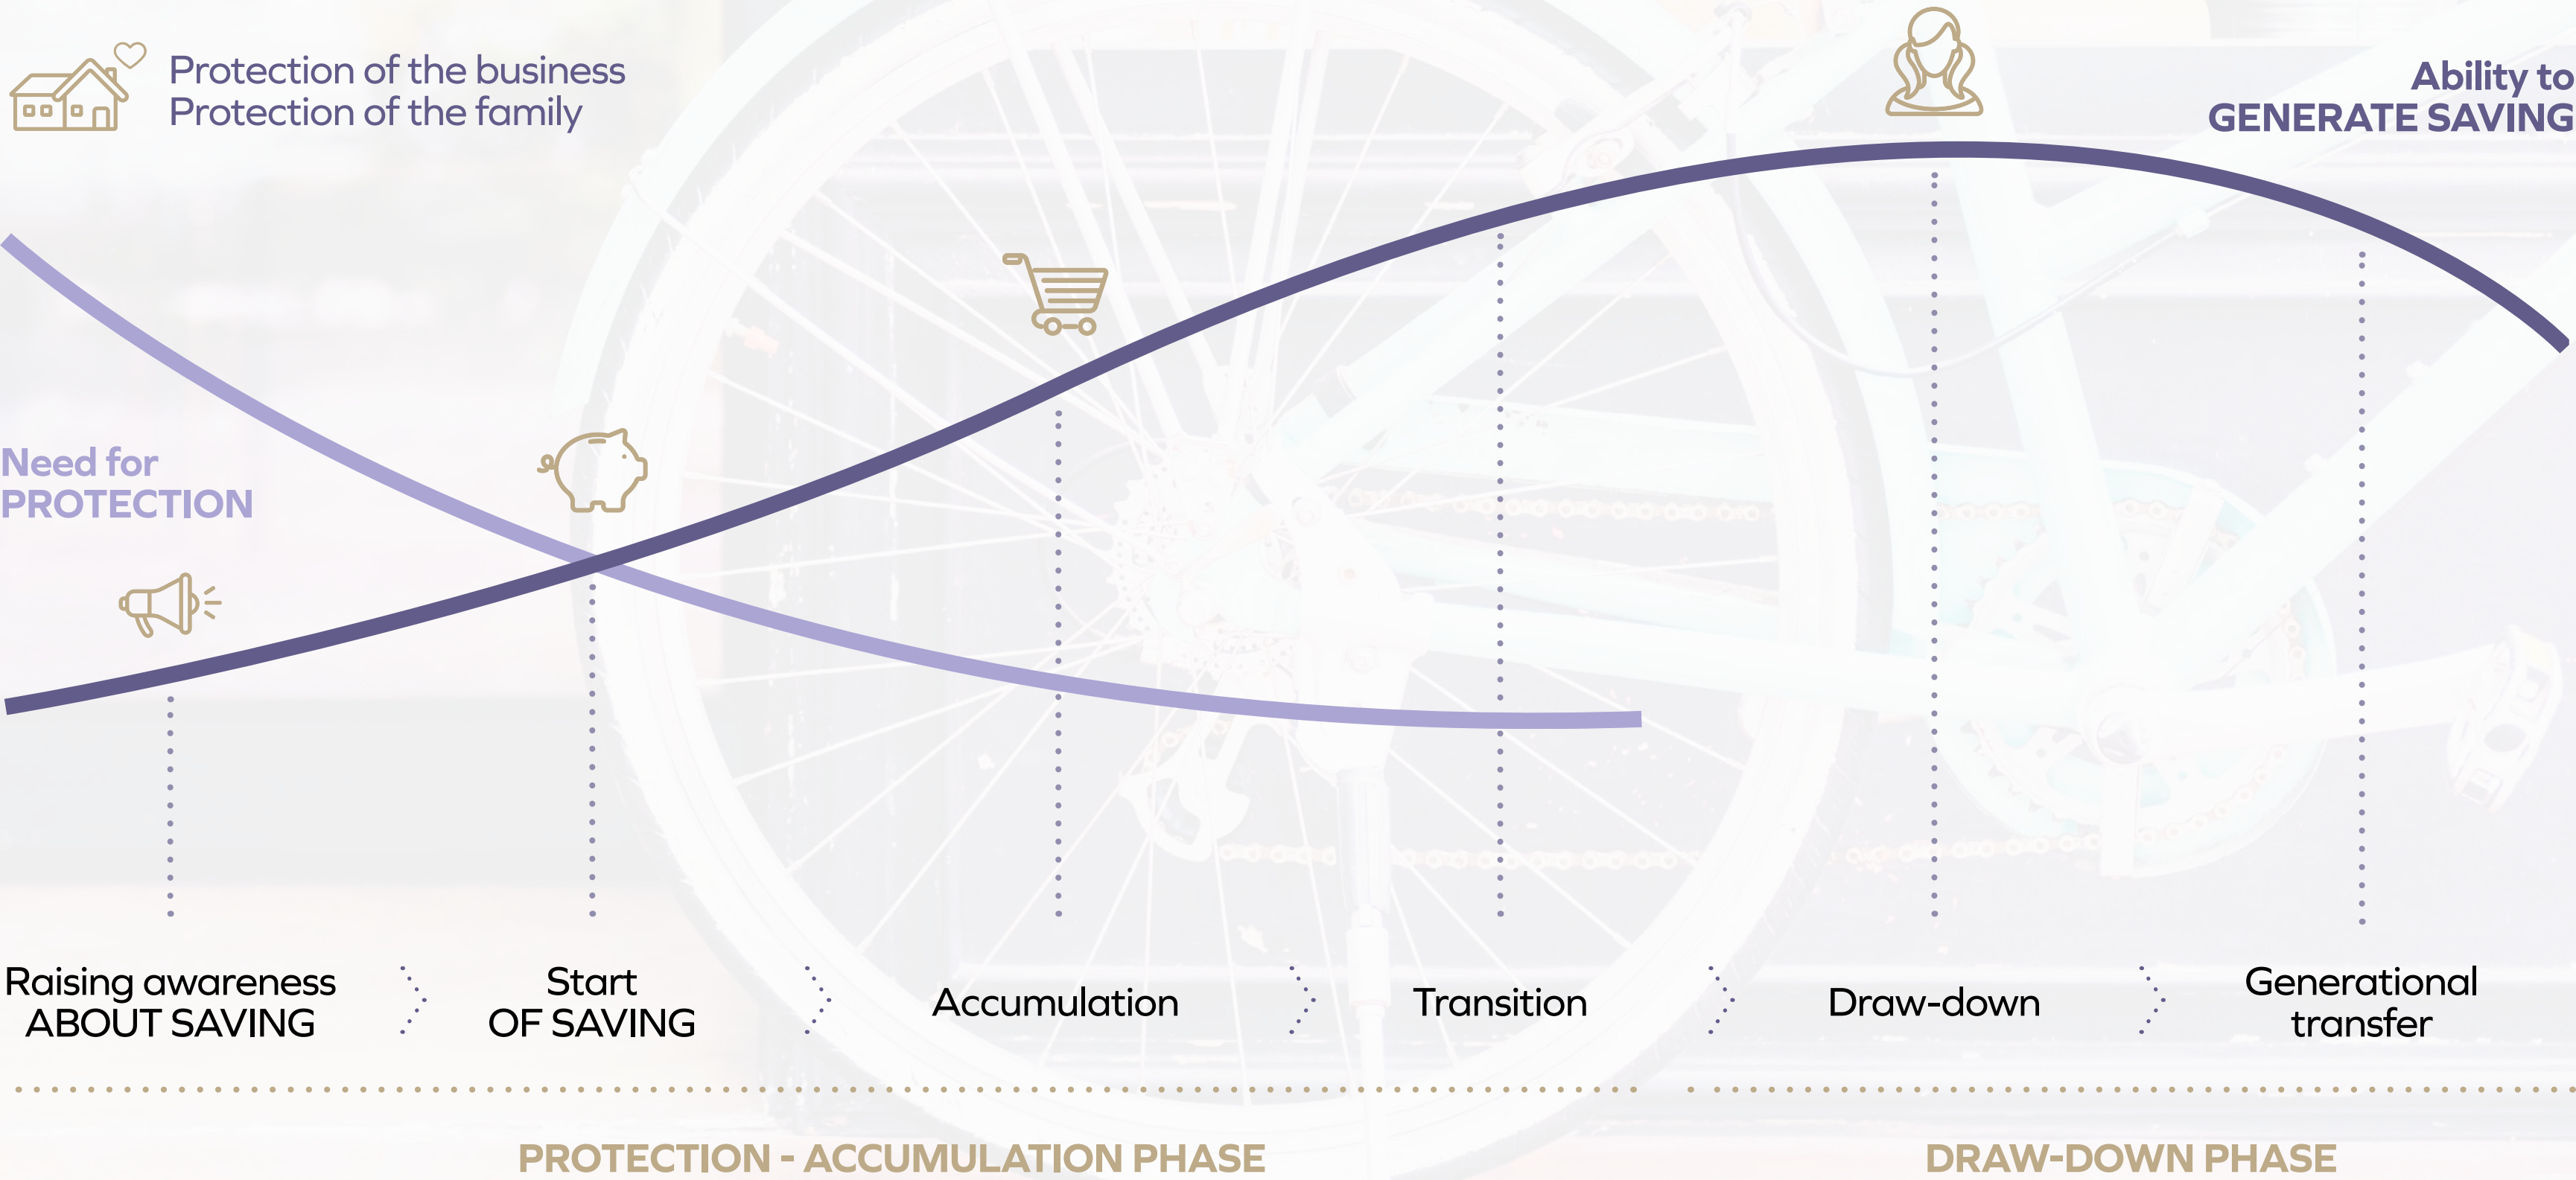 Protection of the business
Protection of the family
Ability to
GENERATE SAVING
Need for
PROTECTION
Raising awareness
ABOUT SAVING
Start
OF SAVING
Accumulation
Transition
Draw-down
Generational
transfer
PROTECTION - ACCUMULATION PHASE
DRAW-DOWN PHASE